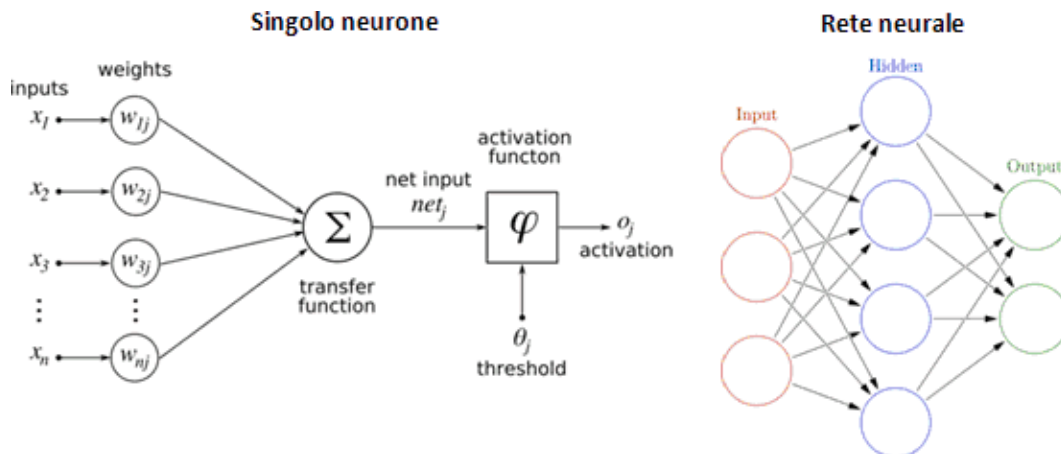 Singolo neurone
weights
inputs
x1
w1j
x2
w2j
x3
w3j
⋮
⋮
xn
wnj
Σ
transfer
function
net input
netj
activation
functon
φ
oj
activation
θj
threshold
Rete neurale
Hidden
Input
Output